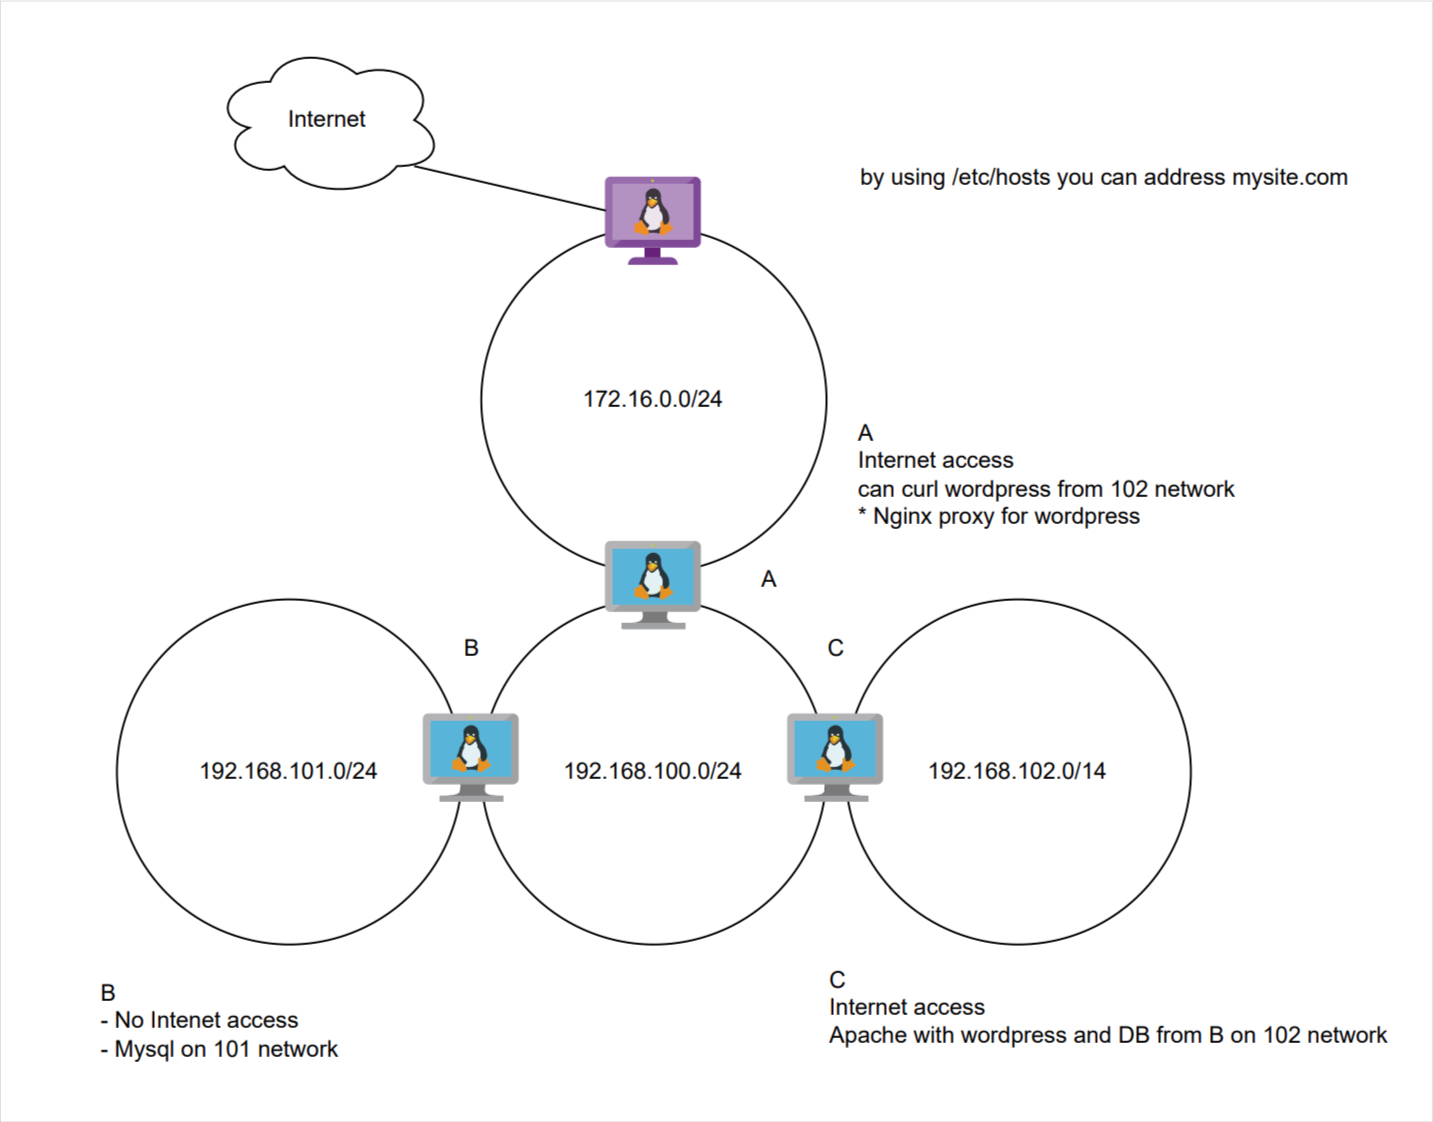 Internet
by using /etc/hosts you can address mysite.com
172.16.0.0/24
A
Internet access
can curl wordpress from 102 network
* Nginx proxy for wordpress
A
B
C
192.168.101.0/24
192.168.100.0/24
192.168.102.0/14
B
- No Intenet access
- Mysql on 101 network
C
Internet access
Apache with wordpress and DB from B on 102 network